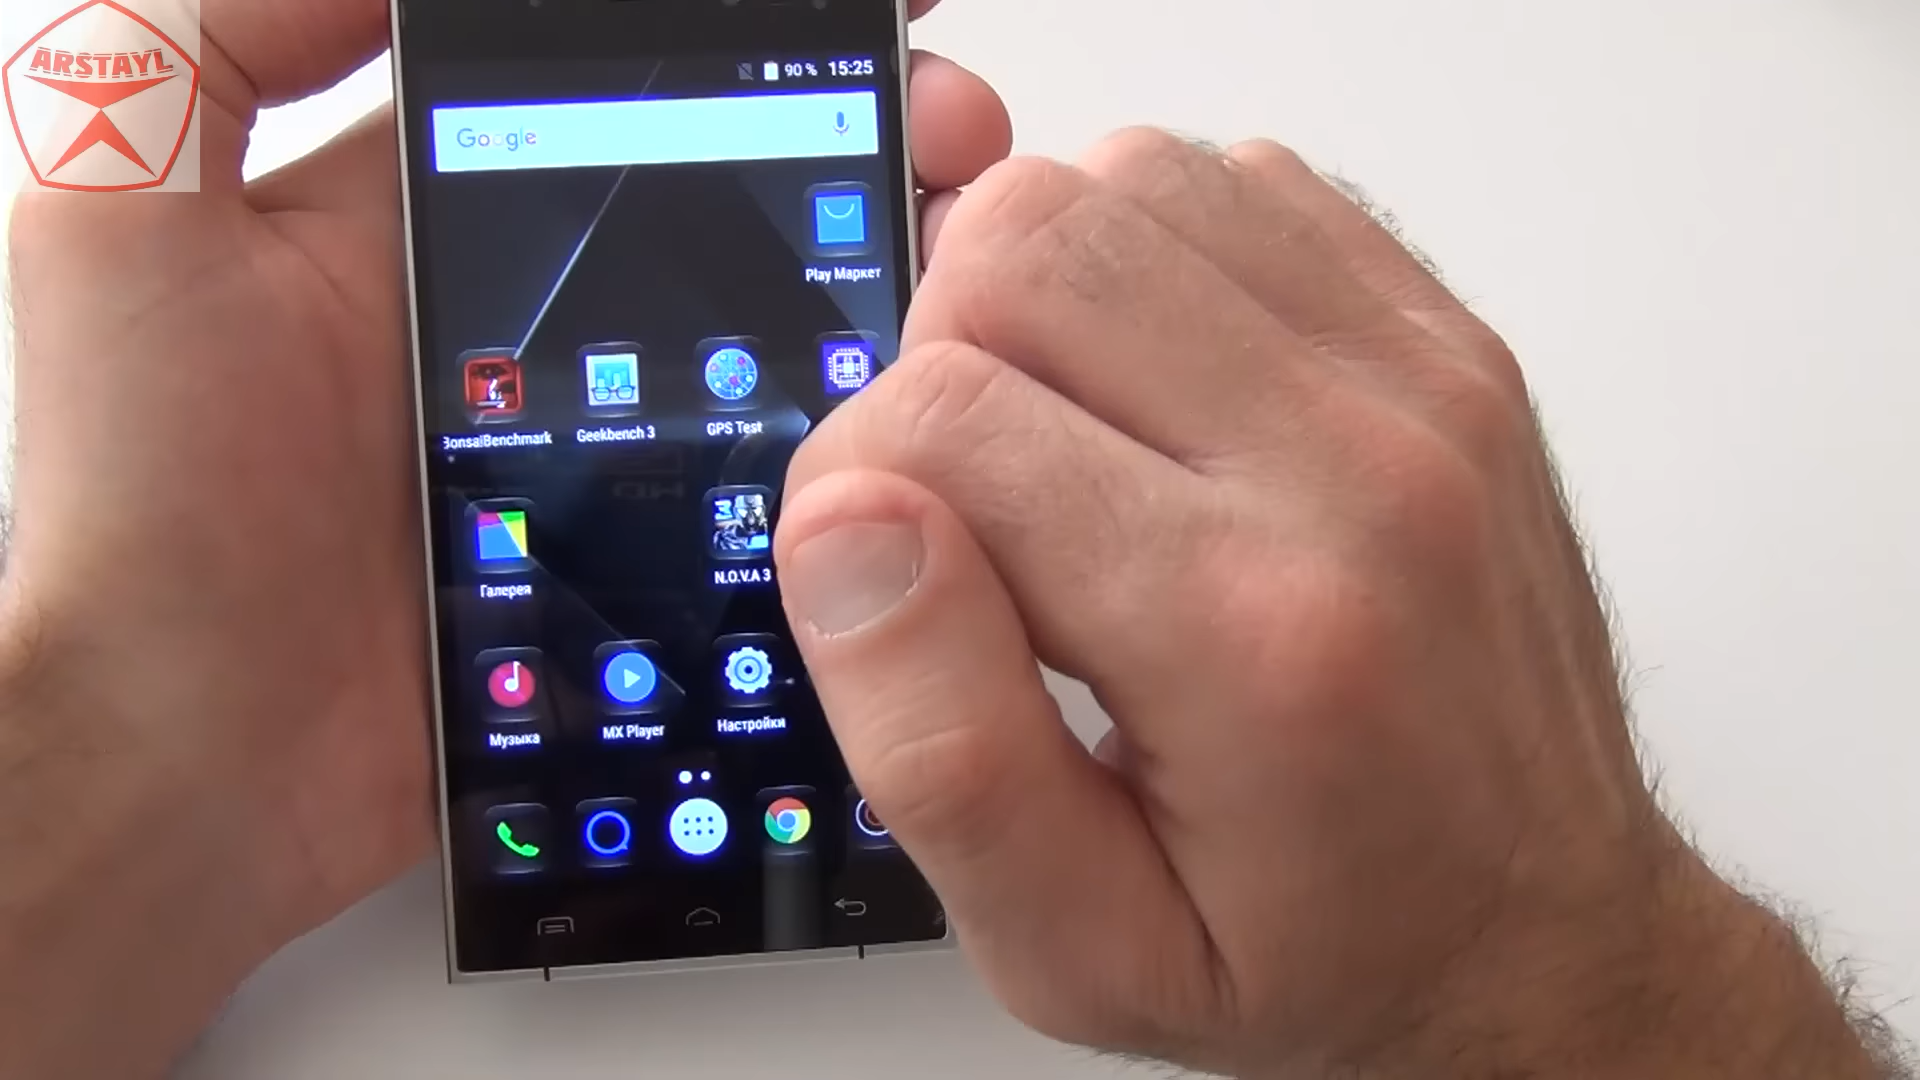 ARSTAYL
90 % 15:25
Google
Play Маркет
BonsaiBenchmark Geekbench 3 GPS Test
Галерея N.O.V.A 3
Музыка MX Player Настройки